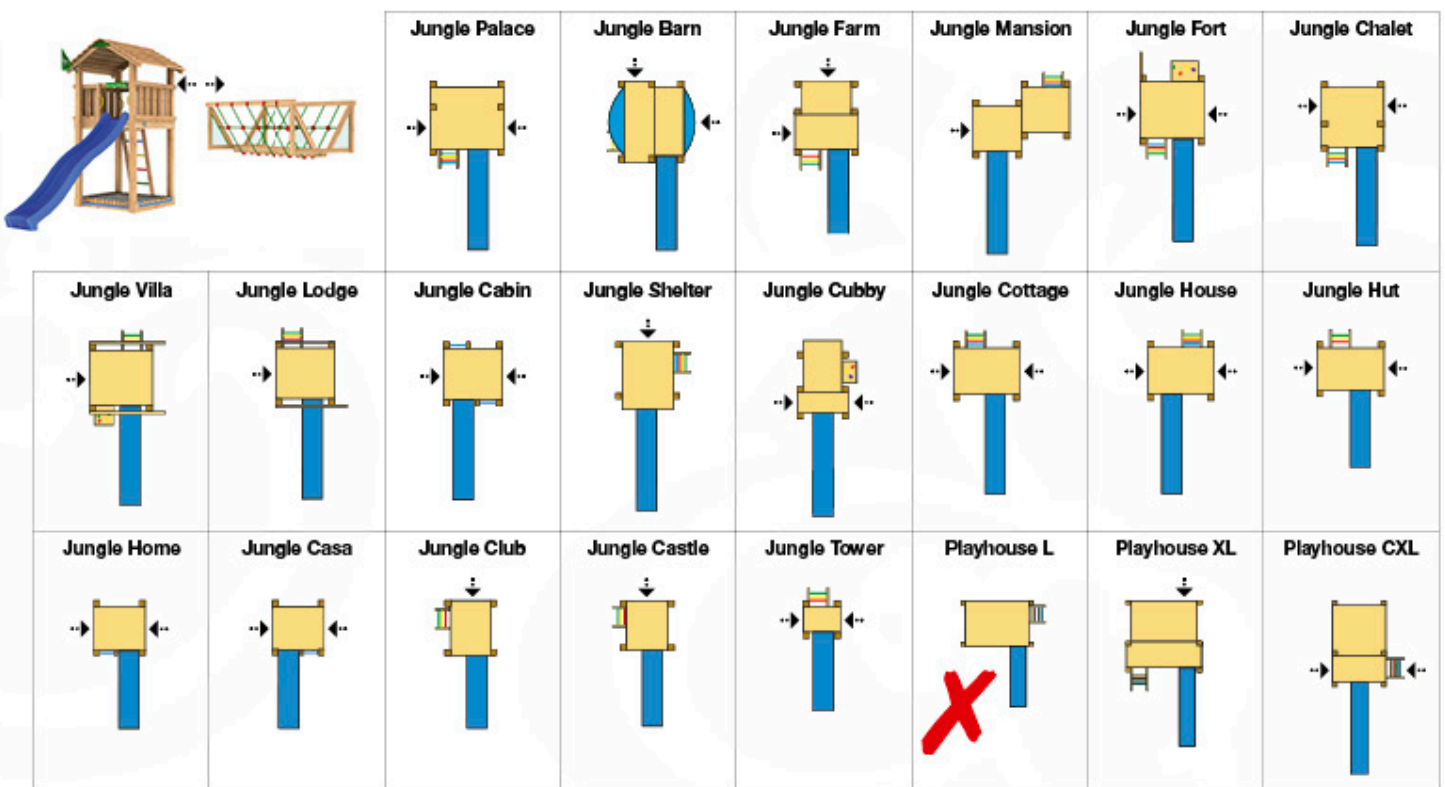 Jungle Palace
Jungle Barn
Jungle Farm
Jungle Mansion
Jungle Fort
Jungle Chalet
Jungle Villa
Jungle Lodge
Jungle Cabin
Jungle Shelter
Jungle Cubby
Jungle Cottage
Jungle House
Jungle Hut
Jungle Home
Jungle Casa
Jungle Club
Jungle Castle
Jungle Tower
Playhouse L
Playhouse XL
Playhouse CXL